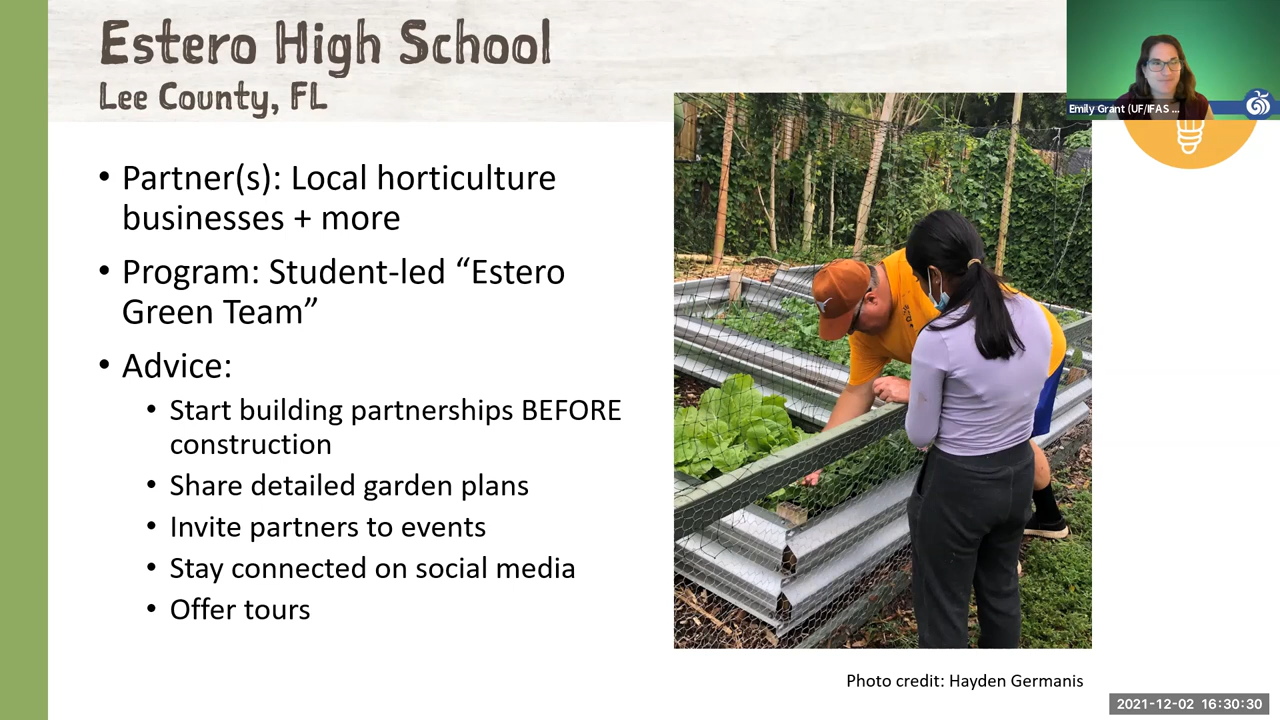 Estero High School
Lee County, FL
• Partner(s): Local horticulture
businesses + more
• Program: Student-led “Estero
Green Team”
• Advice:
• Start building partnerships BEFORE
construction
• Share detailed garden plans
• Invite partners to events
• Stay connected on social media
• Offer tours
Emily Grant (UF/IFAS ...
Photo credit: Hayden Germanis
2021-12-02 16:30:30